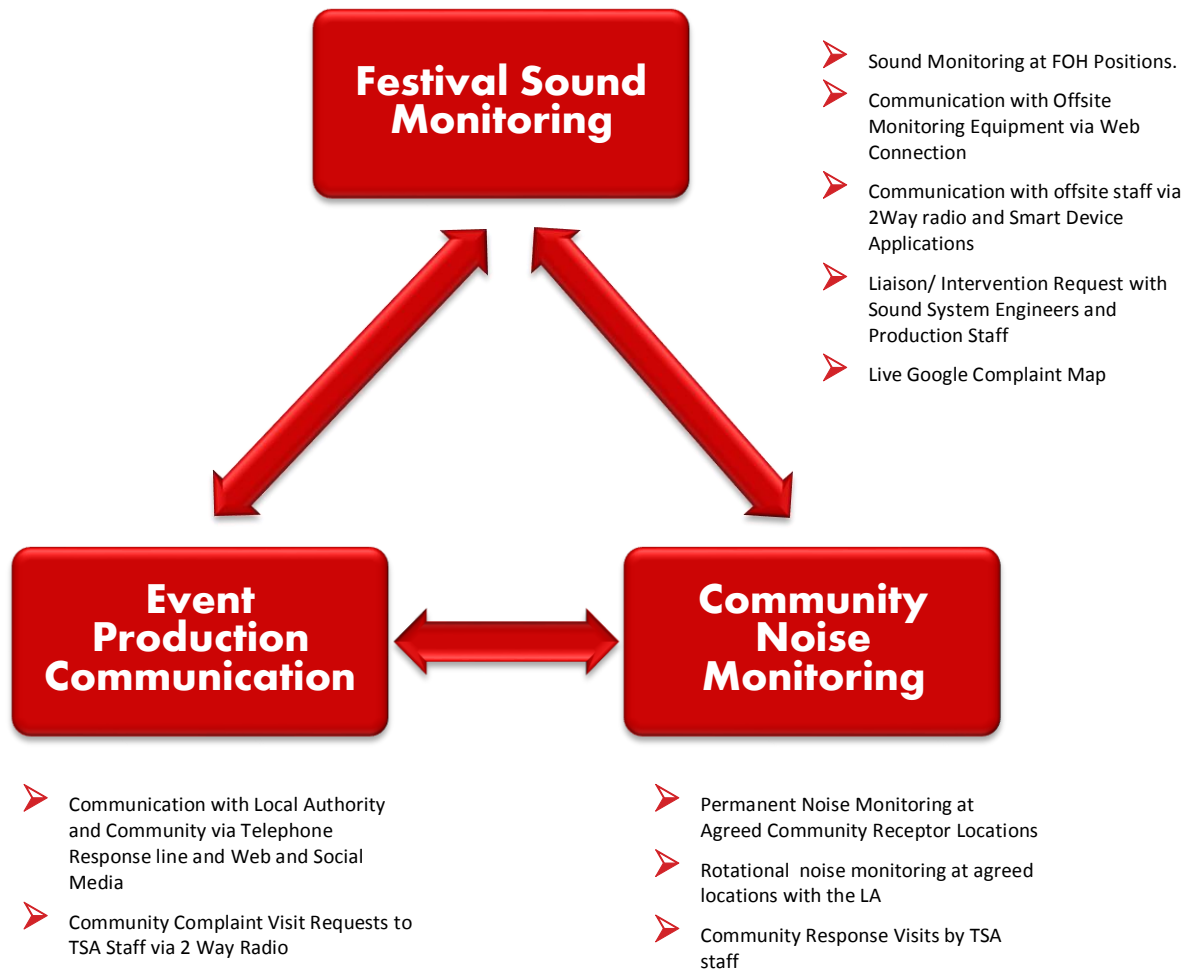 Festival Sound
Monitoring
Sound Monitoring at FOH Positions.
Communication with Offsite
Monitoring Equipment via Web
Connection
Communication with offsite staff via
2Way radio and Smart Device
Applications
Liaison/ Intervention Request with
Sound System Engineers and
Production Staff
Live Google Complaint Map
Event
Production
Communication
Community
Noise
Monitoring
Communication with Local Authority
and Community via Telephone
Response line and Web and Social
Media
Community Complaint Visit Requests to
TSA Staff via 2 Way Radio
Permanent Noise Monitoring at
Agreed Community Receptor Locations
Rotational  noise monitoring at agreed
locations with the LA
Community Response Visits by TSA
staff